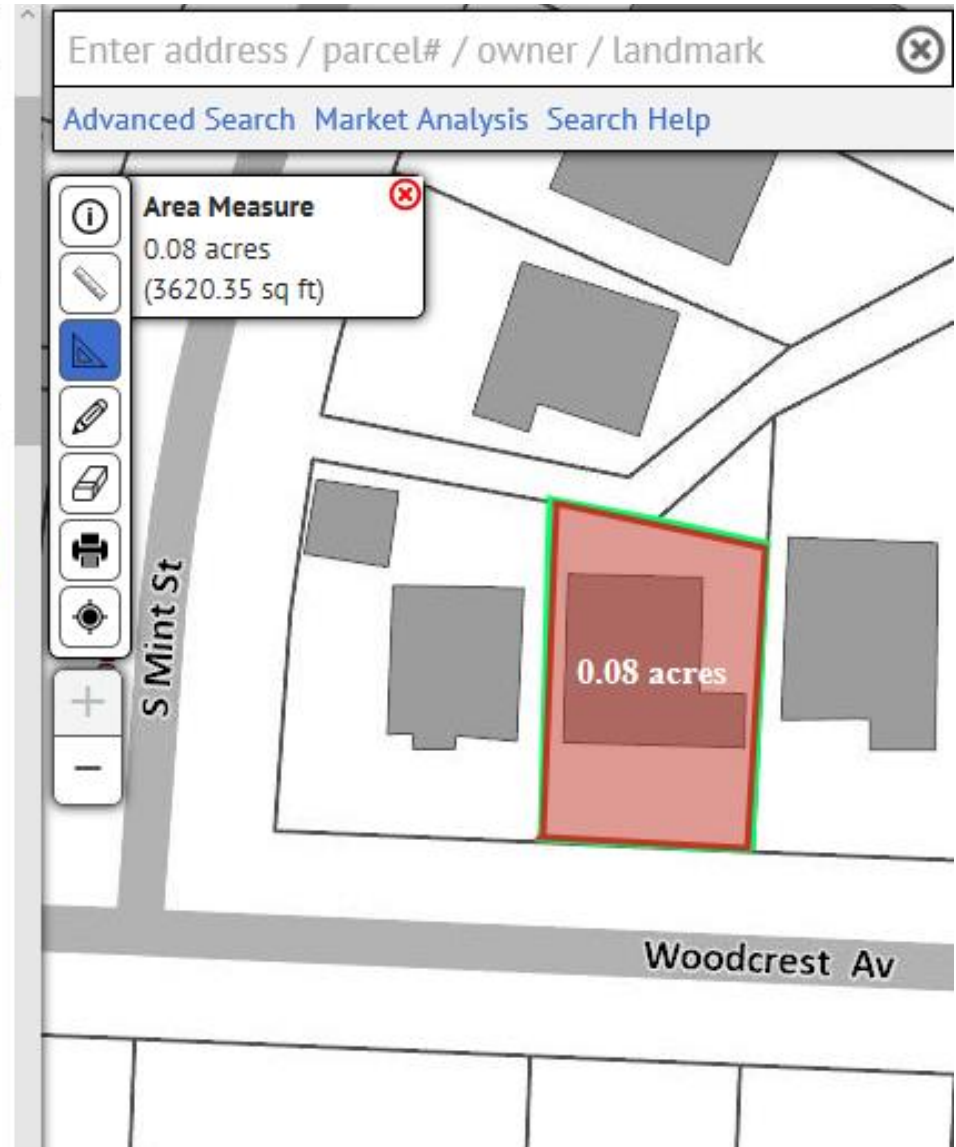 Enter address / parcel# / owner / landmark
Advanced Search Market Analysis Search Help
Area Measure
0.08 acres
(3620.35 sq ft)
S Mint St
0.08 acres
Woodcrest Av